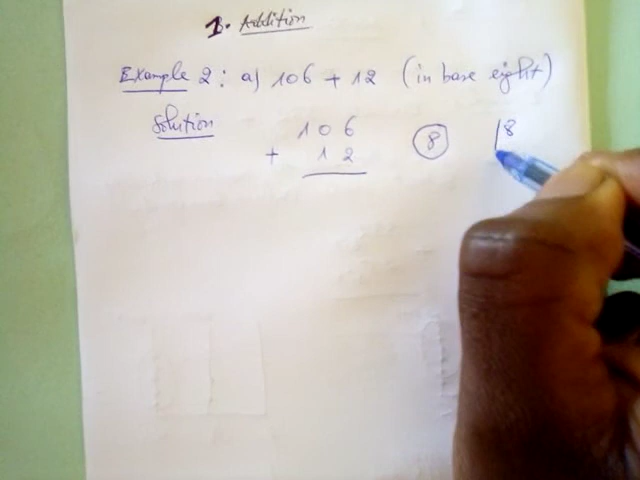 1. Addition
Example 2: a) 106 + 12 (in base eight)
Solution
106
+ 12
8
8